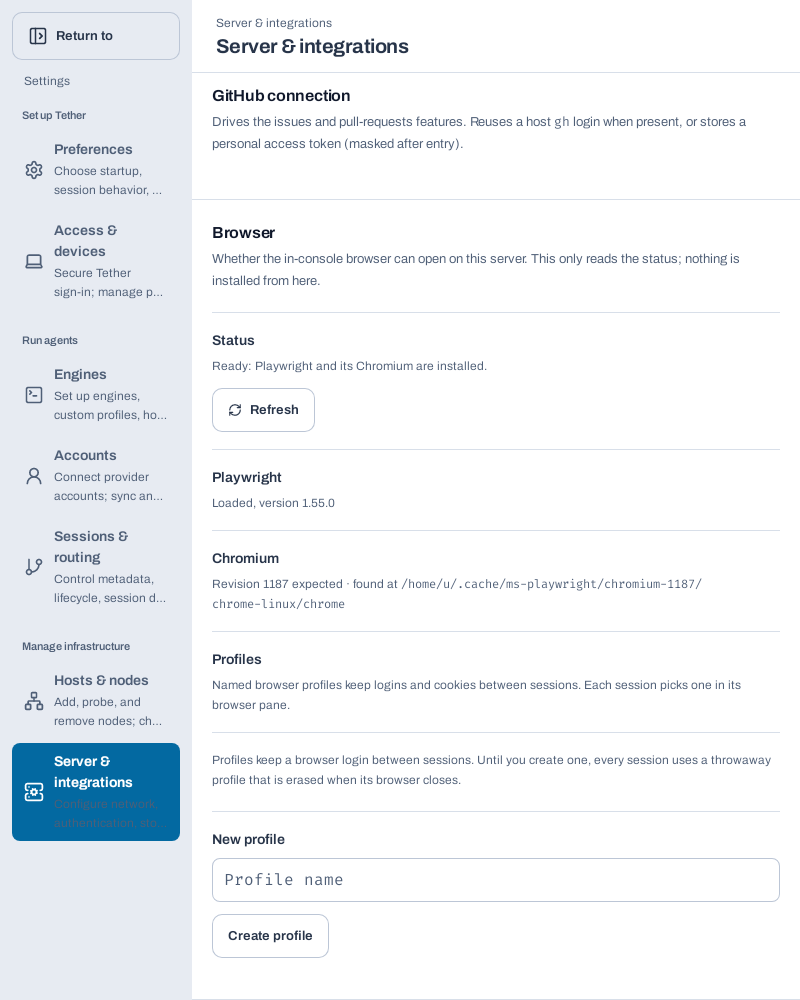 Return to
Settings
Set up Tether
Preferences
Choose startup,
session behavior, ...
Access &
devices
Secure Tether
sign-in; manage p...
Run agents
Engines
Set up engines,
custom profiles, ho...
Accounts
Connect provider
accounts; sync an...
Sessions &
routing
Control metadata,
lifecycle, session d...
Manage infrastructure
Hosts & nodes
Add, probe, and
remove nodes; ch...
Server &
integrations
Configure network,
authentication, sto...
Server & integrations
Server & integrations
GitHub connection
Drives the issues and pull-requests features. Reuses a host gh login when present, or stores a
personal access token (masked after entry).
Browser
Whether the in-console browser can open on this server. This only reads the status; nothing is
installed from here.
Status
Ready: Playwright and its Chromium are installed.
Refresh
Playwright
Loaded, version 1.55.0
Chromium
Revision 1187 expected · found at /home/u/.cache/ms-playwright/chromium-1187/
chrome-linux/chrome
Profiles
Named browser profiles keep logins and cookies between sessions. Each session picks one in its
browser pane.
Profiles keep a browser login between sessions. Until you create one, every session uses a throwaway
profile that is erased when its browser closes.
New profile
Profile name
Create profile